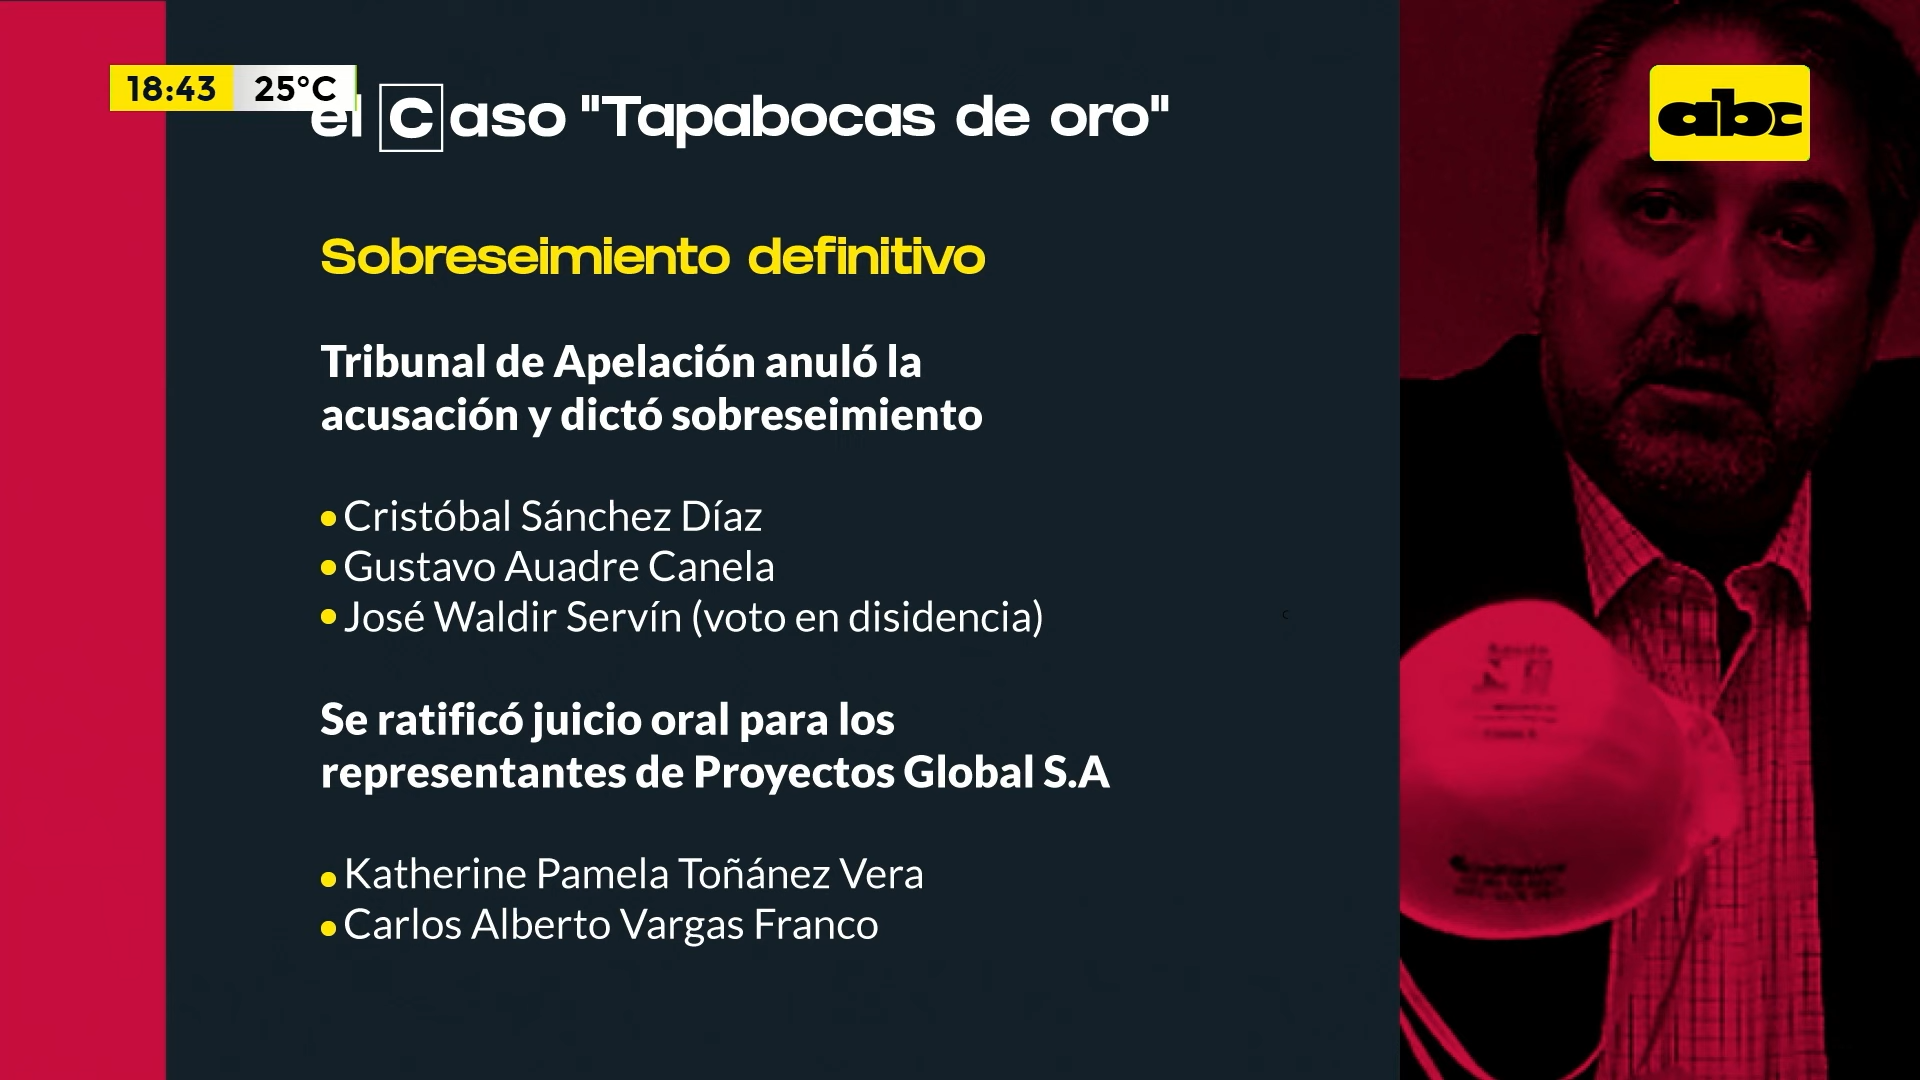 18:43 25°C
abc
el Caso "Tapabocas de oro"
Sobreseimiento definitivo
Tribunal de Apelación anuló la
acusación y dictó sobreseimiento
• Cristóbal Sánchez Díaz
• Gustavo Auadre Canela
• José Waldir Servín (voto en disidencia)
Se ratificó juicio oral para los
representantes de Proyectos Global S.A
• Katherine Pamela Toñánez Vera
• Carlos Alberto Vargas Franco